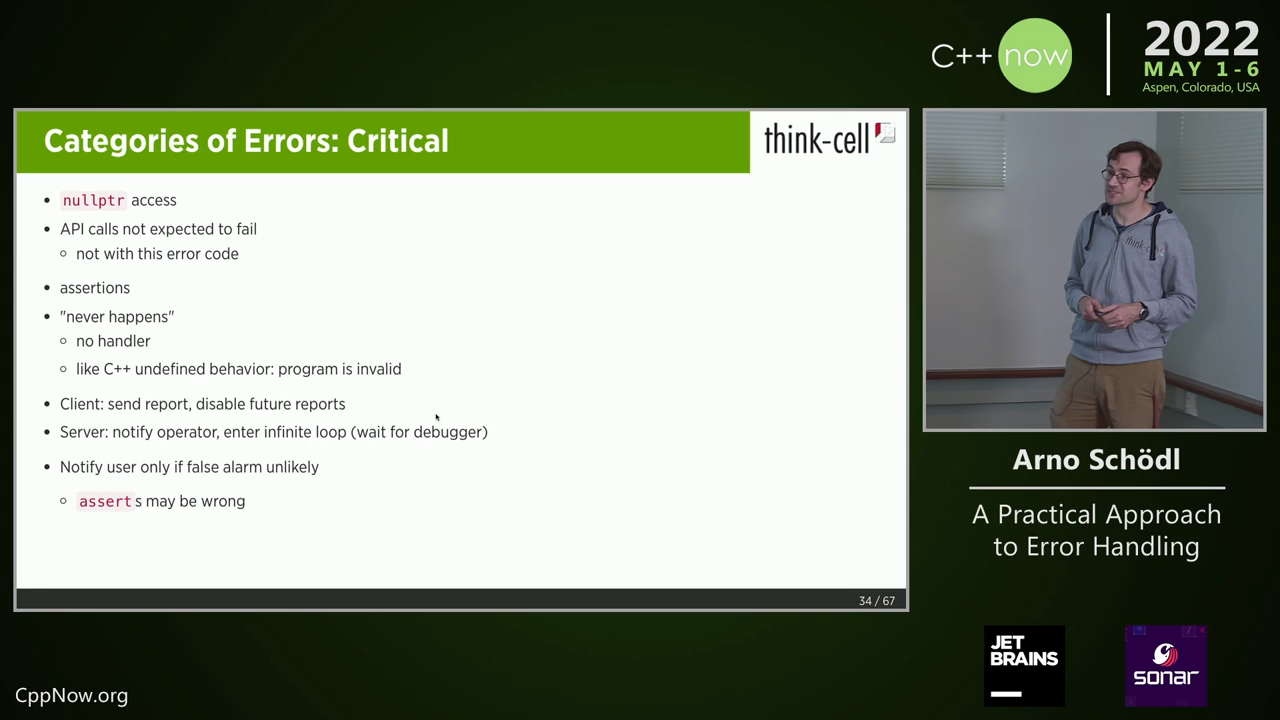 C++ now
2022
MAY 1-6
Aspen, Colorado, USA
Categories of Errors: Critical
think-cell
• nullptr access
• API calls not expected to fail
◦ not with this error code
• assertions
• "never happens"
◦ no handler
◦ like C++ undefined behavior: program is invalid
• Client: send report, disable future reports
• Server: notify operator, enter infinite loop (wait for debugger)
• Notify user only if false alarm unlikely
◦ asserts may be wrong
34 / 67
think-cell
Arno Schödl
A Practical Approach
to Error Handling
JET
BRAINS
sonar
CppNow.org